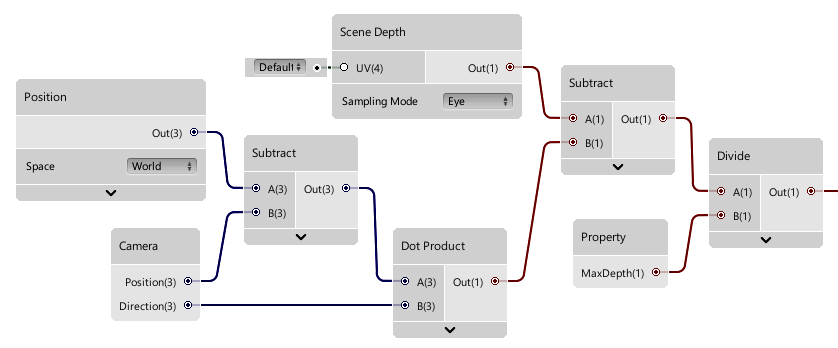 Scene Depth
Default
UV(4)
Out(1)
Sampling Mode
Eye
Position
Out(3)
Space
World
Subtract
A(3)
Out(3)
B(3)
Camera
Position(3)
Direction(3)
Dot Product
A(3)
Out(1)
B(3)
Subtract
A(1)
Out(1)
B(1)
Property
MaxDepth(1)
Divide
A(1)
Out(1)
B(1)